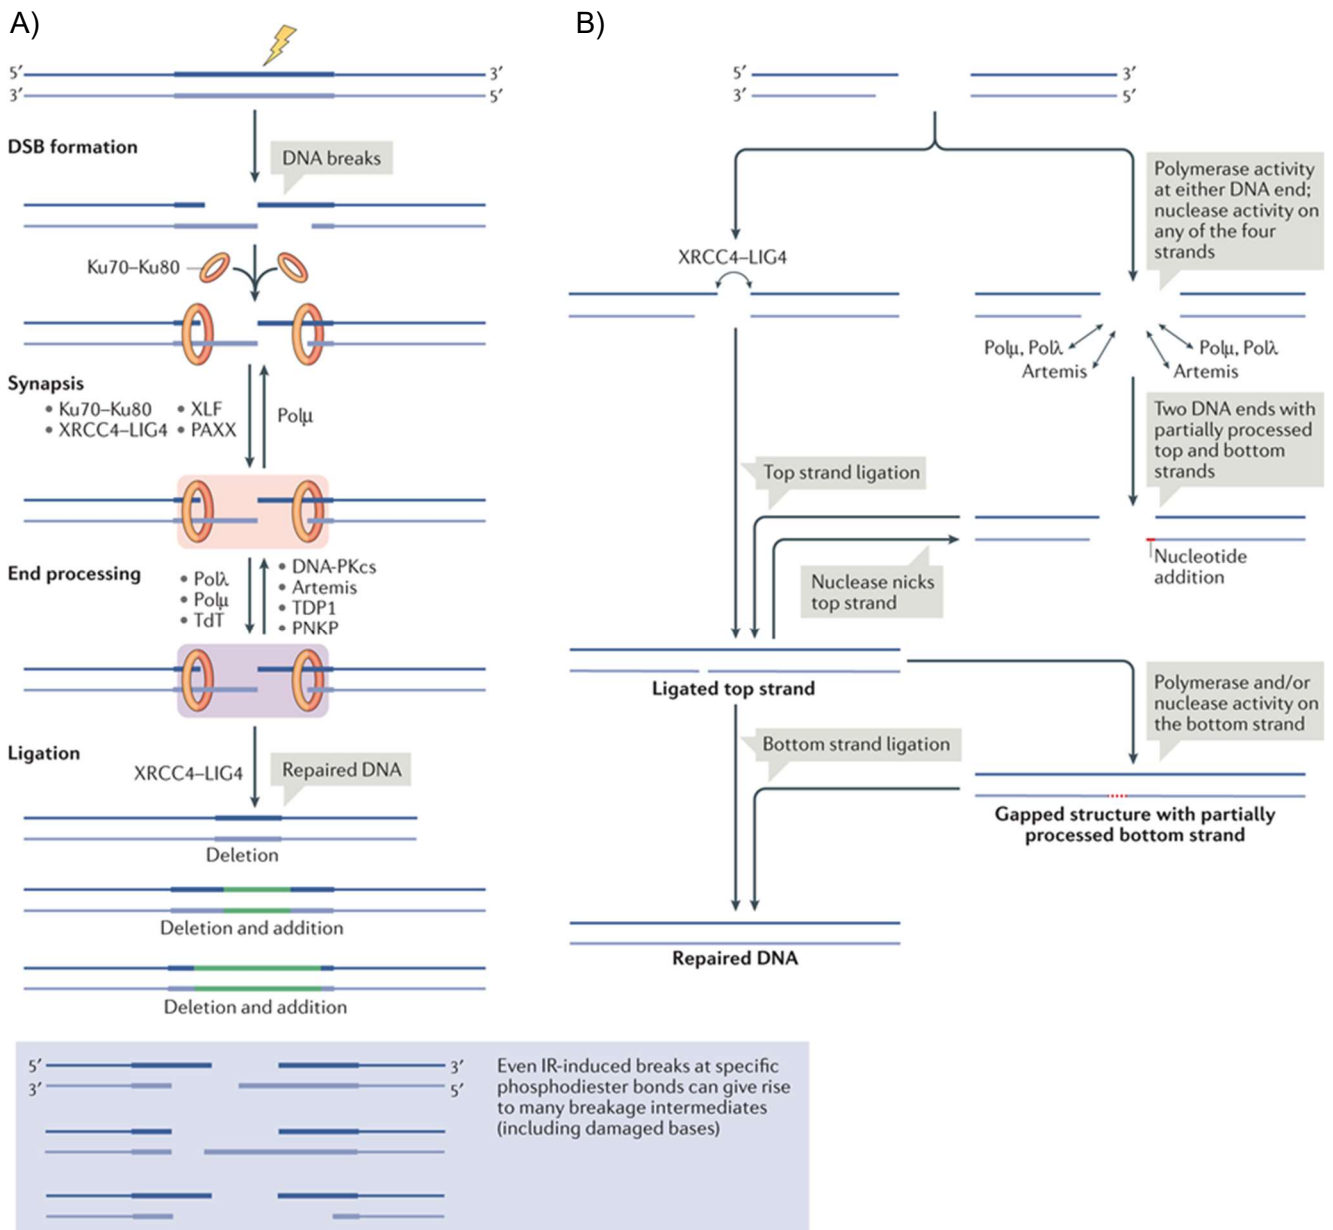 A)
5′
3′
3′
5′
DSB formation
DNA breaks
Ku70–Ku80
Synapsis
• Ku70–Ku80 • XLF
• XRCC4–LIG4 • PAXX
Polμ
End processing
• Polλ
• Polμ
• TdT
• DNA-PKcs
• Artemis
• TDP1
• PNKP
Ligation
XRCC4–LIG4
Repaired DNA
Deletion
Deletion and addition
Deletion and addition
5′
3′
3′
5′
Even IR-induced breaks at specific
phosphodiester bonds can give rise
to many breakage intermediates
(including damaged bases)
B)
5′
3′
3′
5′
Polymerase activity
at either DNA end;
nuclease activity on
any of the four
strands
XRCC4–LIG4
Polμ, Polλ
Artemis
Polμ, Polλ
Artemis
Two DNA ends with
partially processed
top and bottom
strands
Top strand ligation
Nucleotide
addition
Nuclease nicks
top strand
Ligated top strand
Polymerase and/or
nuclease activity on
the bottom strand
Bottom strand ligation
Gapped structure with partially
processed bottom strand
Repaired DNA